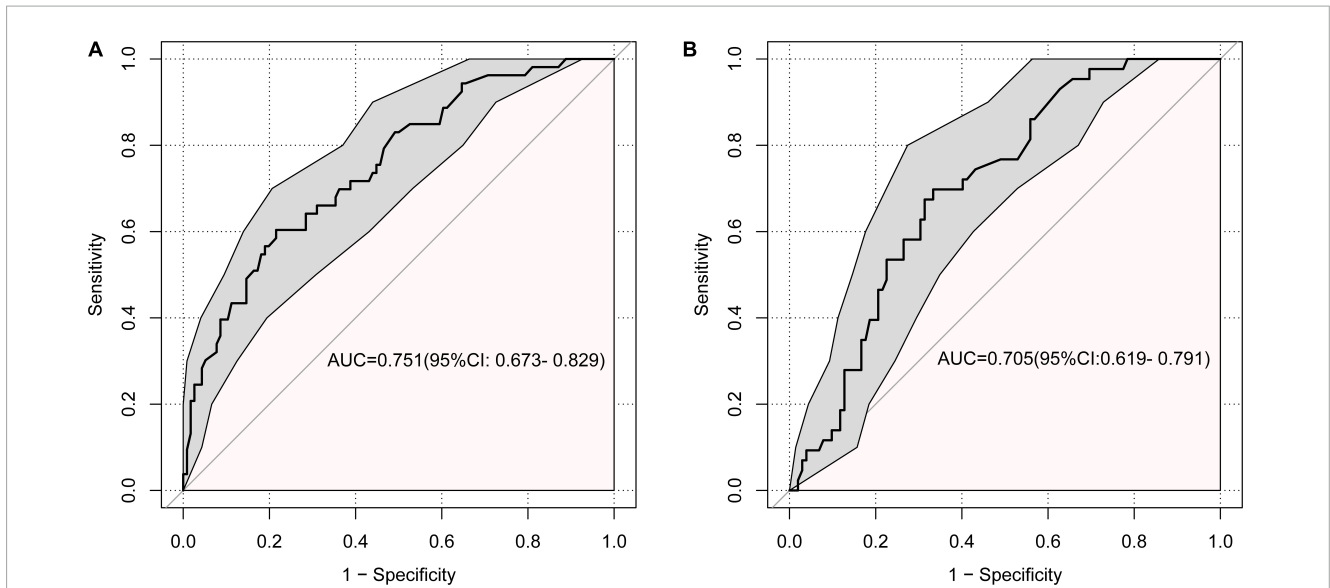 A
1.0
0.8
0.6
0.4
0.2
0.0
Sensitivity
AUC=0.751(95%CI: 0.673- 0.829)
0.0 0.2 0.4 0.6 0.8 1.0
1 − Specificity
B
1.0
0.8
0.6
0.4
0.2
0.0
Sensitivity
AUC=0.705(95%CI:0.619- 0.791)
0.0 0.2 0.4 0.6 0.8 1.0
1 − Specificity